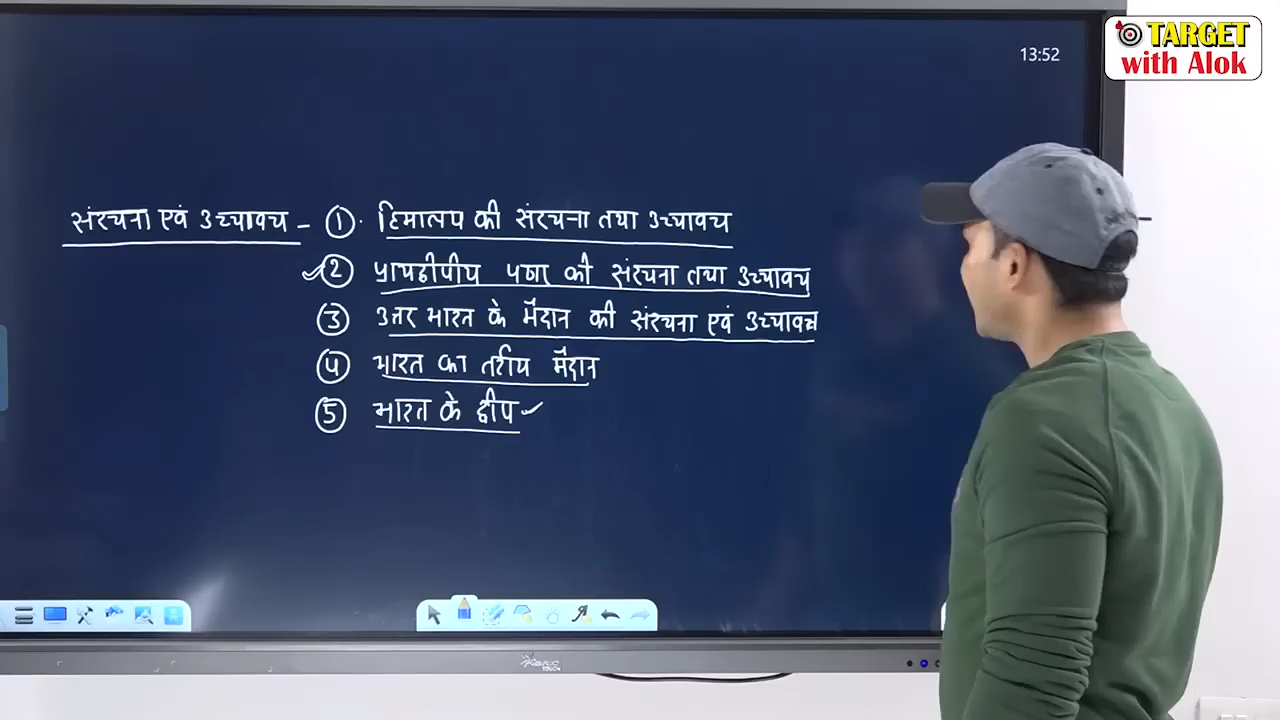 TARGET
with Alok
13:52
संरचना एवं उच्चावच – ① हिमालय की संरचना तथा उच्चावच
② प्रायद्वीपीय पठार की संरचना तथा उच्चावच
③ उत्तर भारत के मैदान की संरचना एवं उच्चावच
④ भारत का तटीय मैदान
⑤ भारत के द्वीप